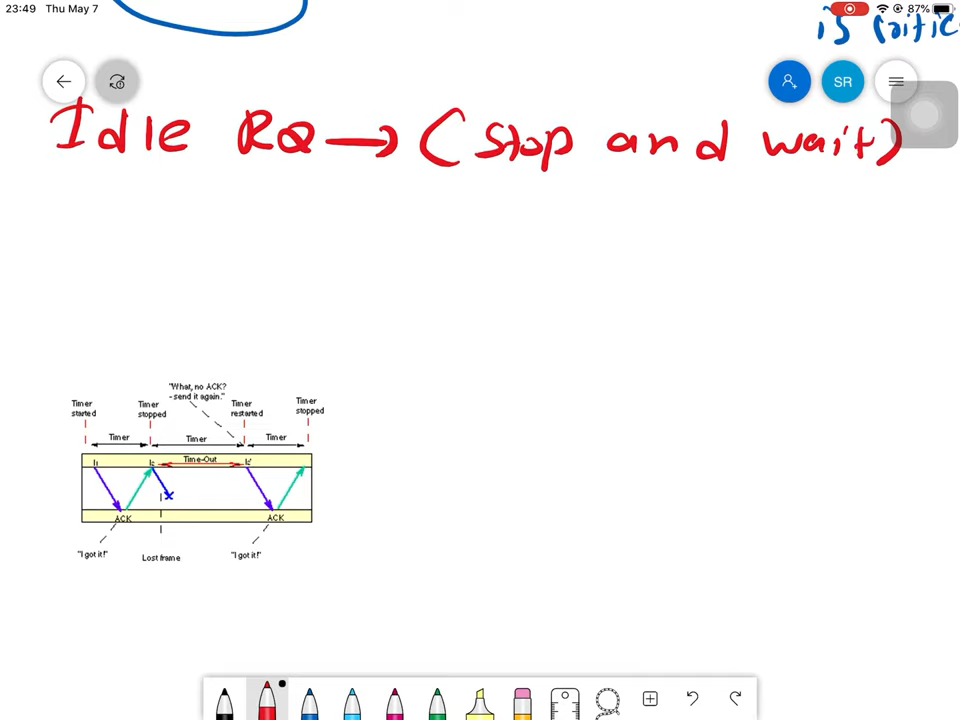 23:49 Thu May 7
87%
is critic
SR
Idle RQ → (stop and wait)
"What, no ACK?
- send it again."
Timer
started
Timer
stopped
Timer
restarted
Timer
stopped
Timer
Timer
Timer
I₁
I₂
Time-Out
I₂'
ACK
ACK
"I got it!"
Lost frame
"I got it!"